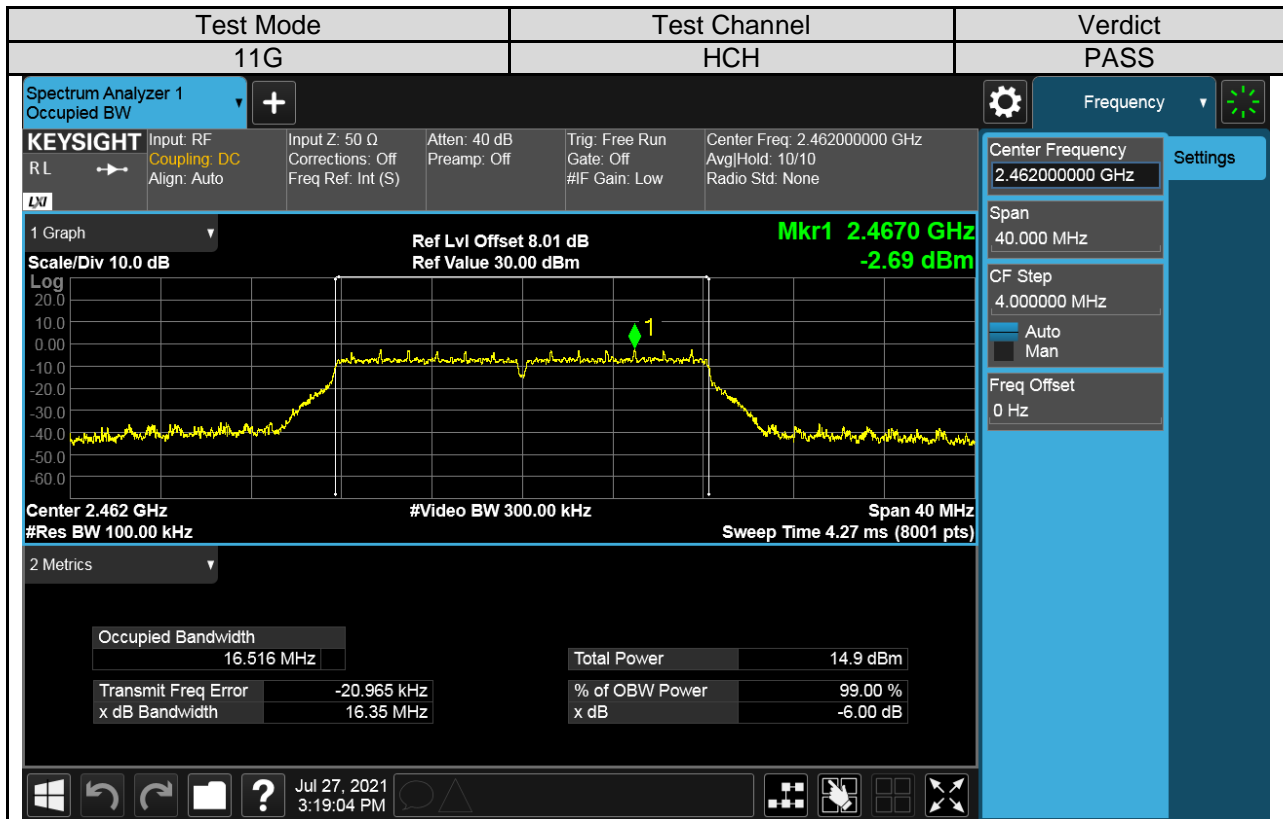 Test Mode Test Channel Verdict
11G HCH PASS
Spectrum Analyzer 1
Occupied BW
+
Frequency
KEYSIGHT Input: RF Input Z: 50 Ω Atten: 40 dB Trig: Free Run Center Freq: 2.462000000 GHz
RL Coupling: DC Corrections: Off Preamp: Off Gate: Off Avg|Hold: 10/10
Align: Auto Freq Ref: Int (S) #IF Gain: Low Radio Std: None
LXI
Center Frequency
2.462000000 GHz
Settings
Span
40.000 MHz
CF Step
4.000000 MHz
Auto
Man
Freq Offset
0 Hz
1 Graph
Ref Lvl Offset 8.01 dB Mkr1 2.4670 GHz
Scale/Div 10.0 dB Ref Value 30.00 dBm -2.69 dBm
Log
20.0
10.0
0.00
-10.0
-20.0
-30.0
-40.0
-50.0
-60.0
1
Center 2.462 GHz #Video BW 300.00 kHz Span 40 MHz
#Res BW 100.00 kHz Sweep Time 4.27 ms (8001 pts)
2 Metrics
Occupied Bandwidth
16.516 MHz Total Power 14.9 dBm
Transmit Freq Error -20.965 kHz % of OBW Power 99.00 %
x dB Bandwidth 16.35 MHz x dB -6.00 dB
? Jul 27, 2021
3:19:04 PM